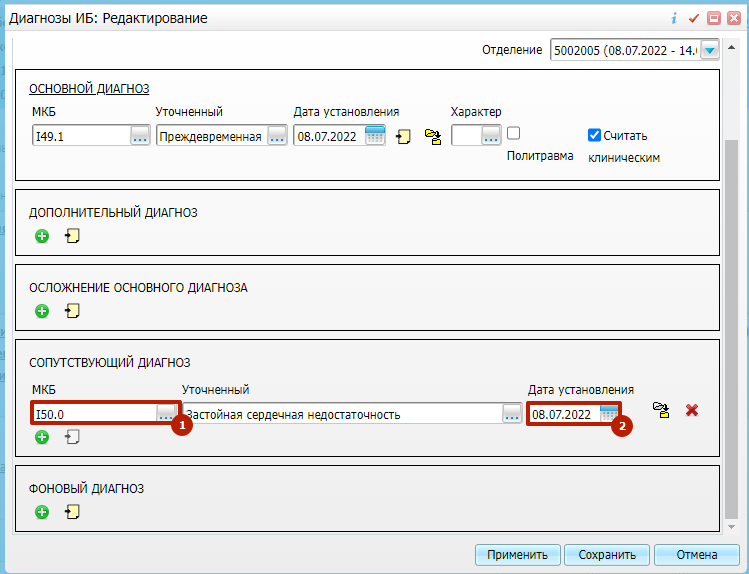 Диагнозы ИБ: Редактирование
Отделение 5002005 (08.07.2022 - 14.0
ОСНОВНОЙ ДИАГНОЗ
МКБ Уточненный Дата установления Характер
I49.1 ... Преждевременная ... 08.07.2022 ... Политравма Считать клиническим
ДОПОЛНИТЕЛЬНЫЙ ДИАГНОЗ
ОСЛОЖНЕНИЕ ОСНОВНОГО ДИАГНОЗА
СОПУТСТВУЮЩИЙ ДИАГНОЗ
МКБ Уточненный Дата установления
I50.0 ... Застойная сердечная недостаточность ... 08.07.2022
1 2
ФОНОВЫЙ ДИАГНОЗ
Применить Сохранить Отмена